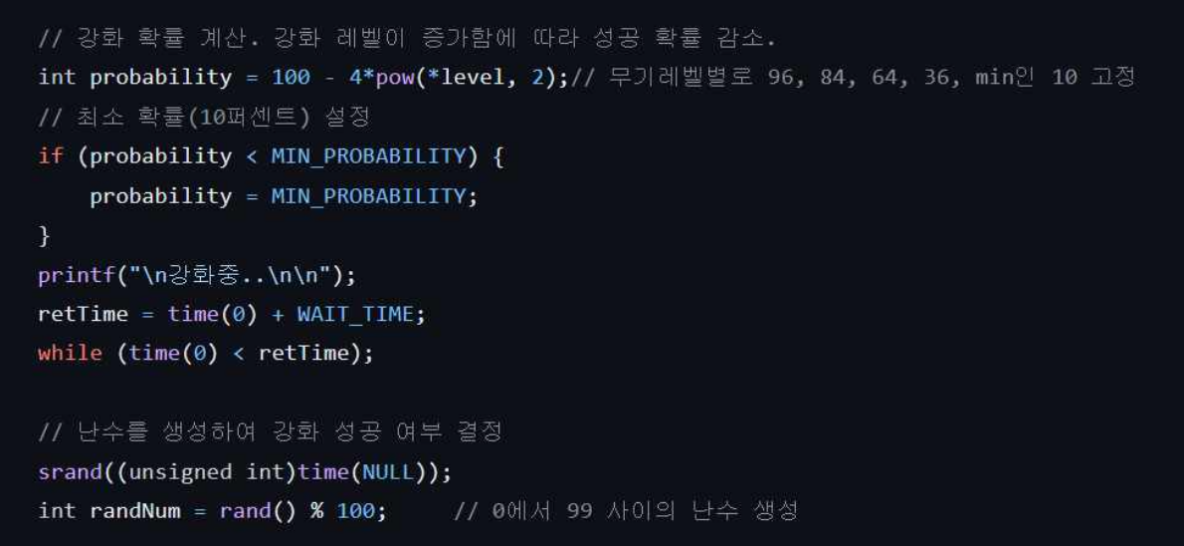 // 강화 확률 계산. 강화 레벨이 증가함에 따라 성공 확률 감소.
int probability = 100 - 4*pow(*level, 2);// 무기레벨별로 96, 84, 64, 36, min인 10 고정
// 최소 확률(10퍼센트) 설정
if (probability < MIN_PROBABILITY) {
    probability = MIN_PROBABILITY;
}
printf("\n강화중..\n\n");
retTime = time(0) + WAIT_TIME;
while (time(0) < retTime);

// 난수를 생성하여 강화 성공 여부 결정
srand((unsigned int)time(NULL));
int randNum = rand() % 100;     // 0에서 99 사이의 난수 생성